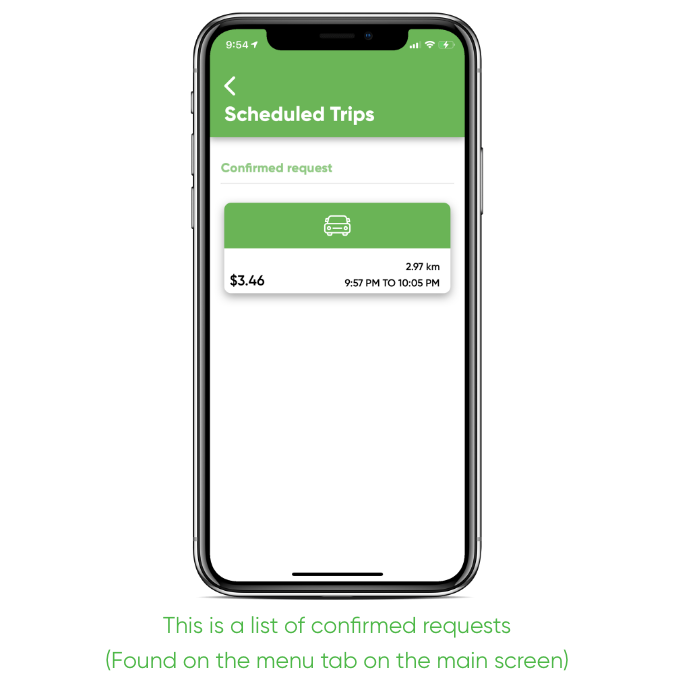 9:54
Scheduled Trips
Confirmed request
2.97 km
$3.46
9:57 PM TO 10:05 PM
This is a list of confirmed requests
(Found on the menu tab on the main screen)